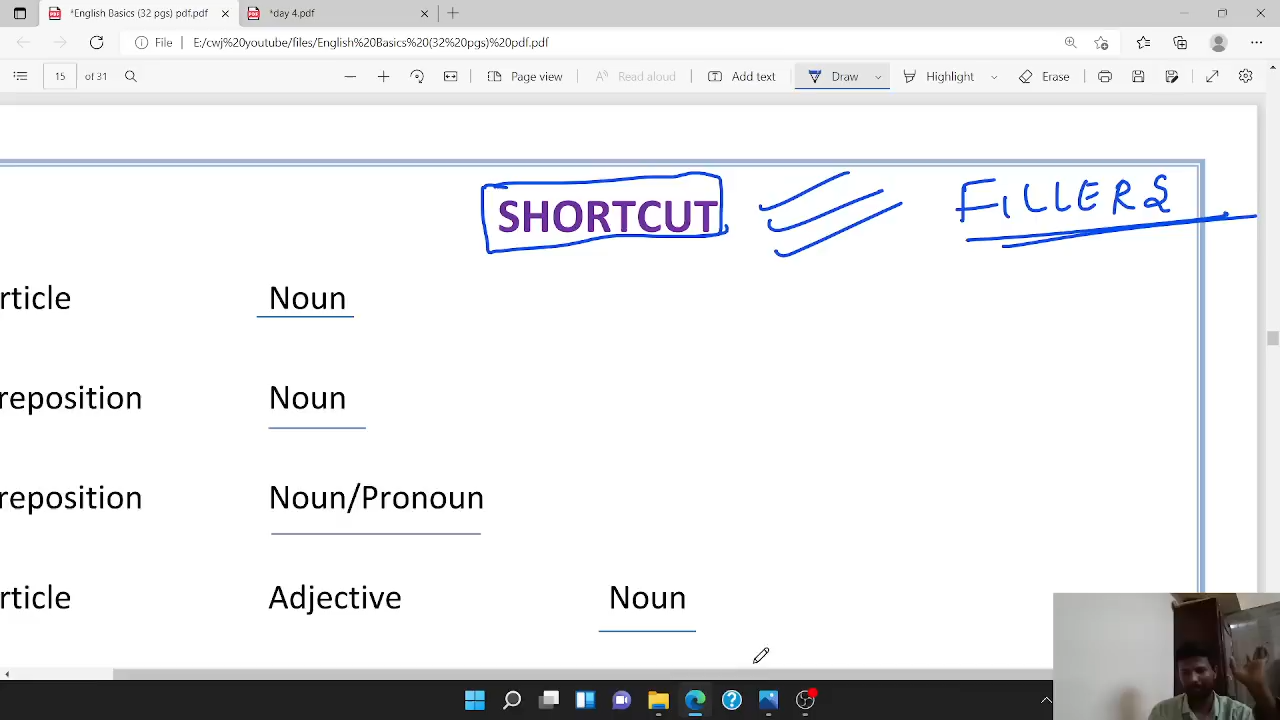 *English Basics (32 pgs) pdf.pdf
*day 4.pdf
File E:/cwj%20youtube/files/English%20Basics%20(32%20pgs)%20pdf.pdf
15 of 31 Page view Read aloud Add text Draw Highlight Erase
SHORTCUT FILLERS
rticle Noun
reposition Noun
reposition Noun/Pronoun
rticle Adjective Noun